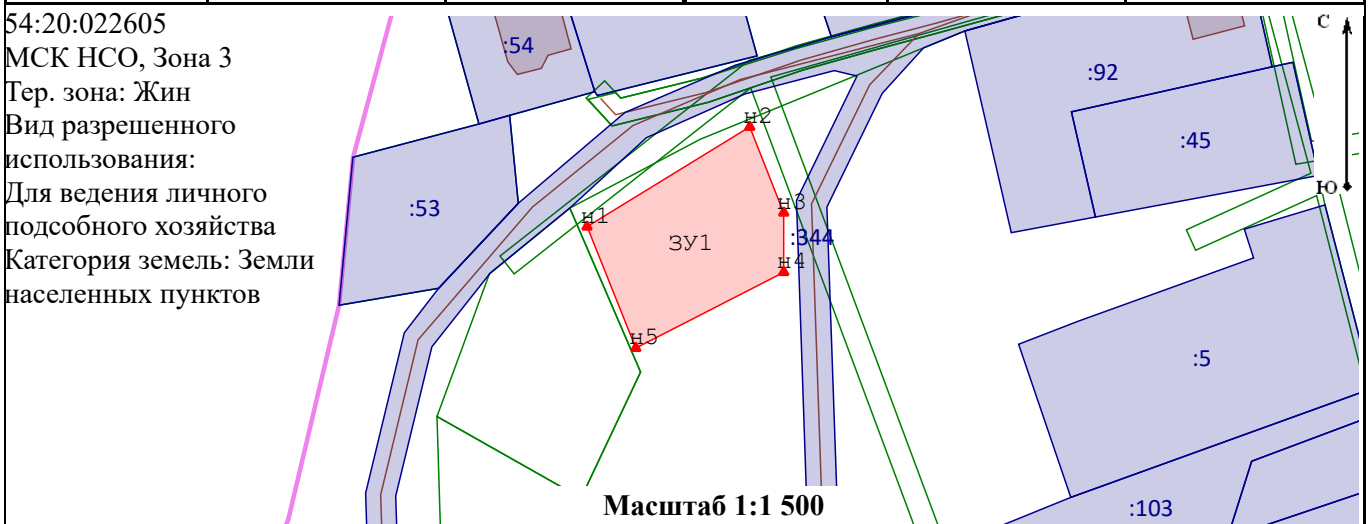 54:20:022605
МСК НСО, Зона 3
Тер. зона: Жин
Вид разрешенного
использования:
Для ведения личного
подсобного хозяйства
Категория земель: Земли
населенных пунктов
:54
:92
:45
:53
н2
н1
н3
ЗУ1
:344
н4
н5
:5
:103
С
Ю
Масштаб 1:1 500